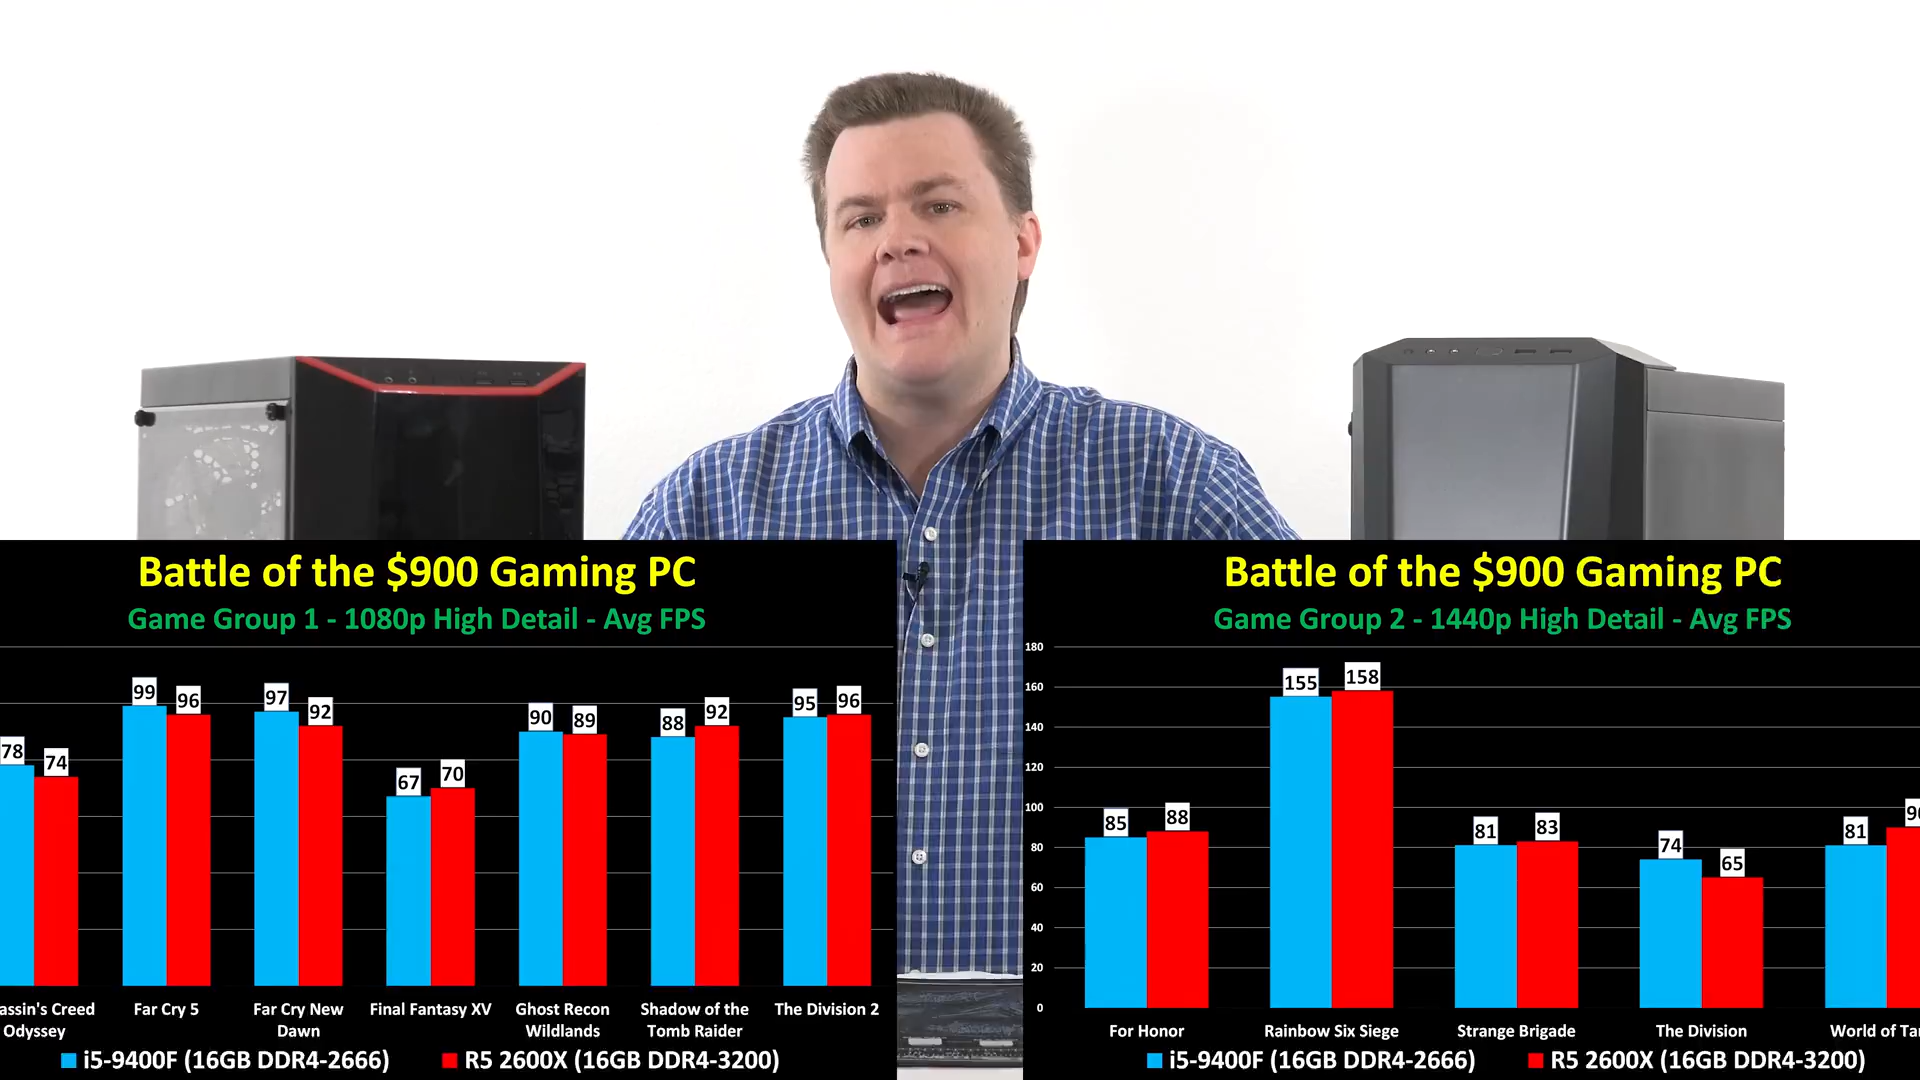 Battle of the $900 Gaming PC
Game Group 1 - 1080p High Detail - Avg FPS
78 74 99 96 97 92 67 70 90 89 88 92 95 96
assin's Creed Odyssey
Far Cry 5
Far Cry New Dawn
Final Fantasy XV
Ghost Recon Wildlands
Shadow of the Tomb Raider
The Division 2
i5-9400F (16GB DDR4-2666) R5 2600X (16GB DDR4-3200)
Battle of the $900 Gaming PC
Game Group 2 - 1440p High Detail - Avg FPS
180
160
140
120
100
80
60
40
20
0
85 88 155 158 81 83 74 65 81
For Honor
Rainbow Six Siege
Strange Brigade
The Division
World of Ta
i5-9400F (16GB DDR4-2666) R5 2600X (16GB DDR4-3200)